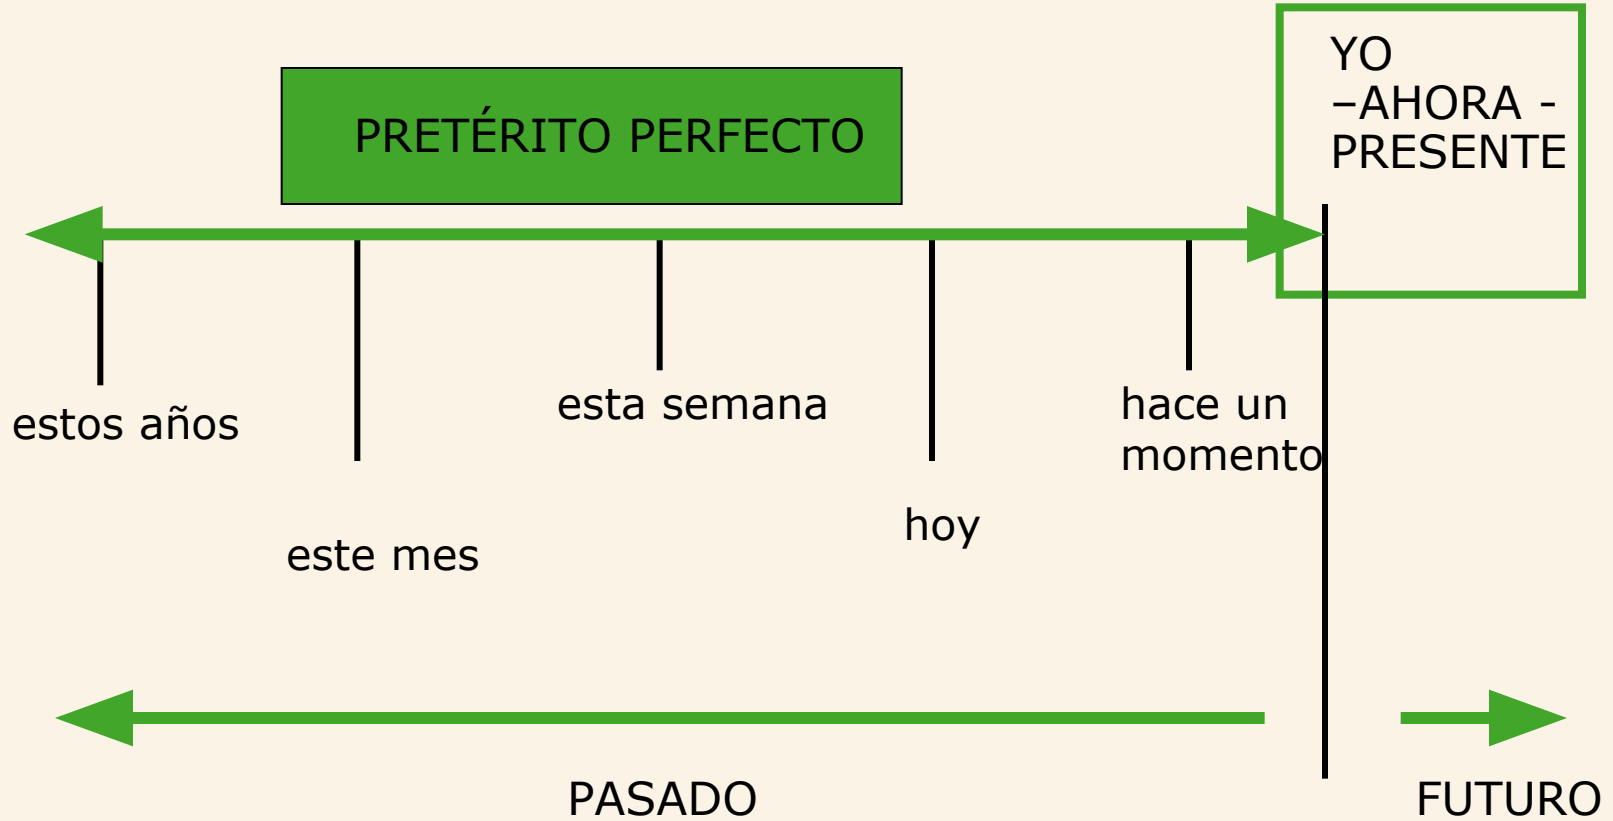 YO
–AHORA -
PRESENTE
PRETÉRITO PERFECTO
estos años
este mes
esta semana
hoy
hace un
momento
PASADO
FUTURO